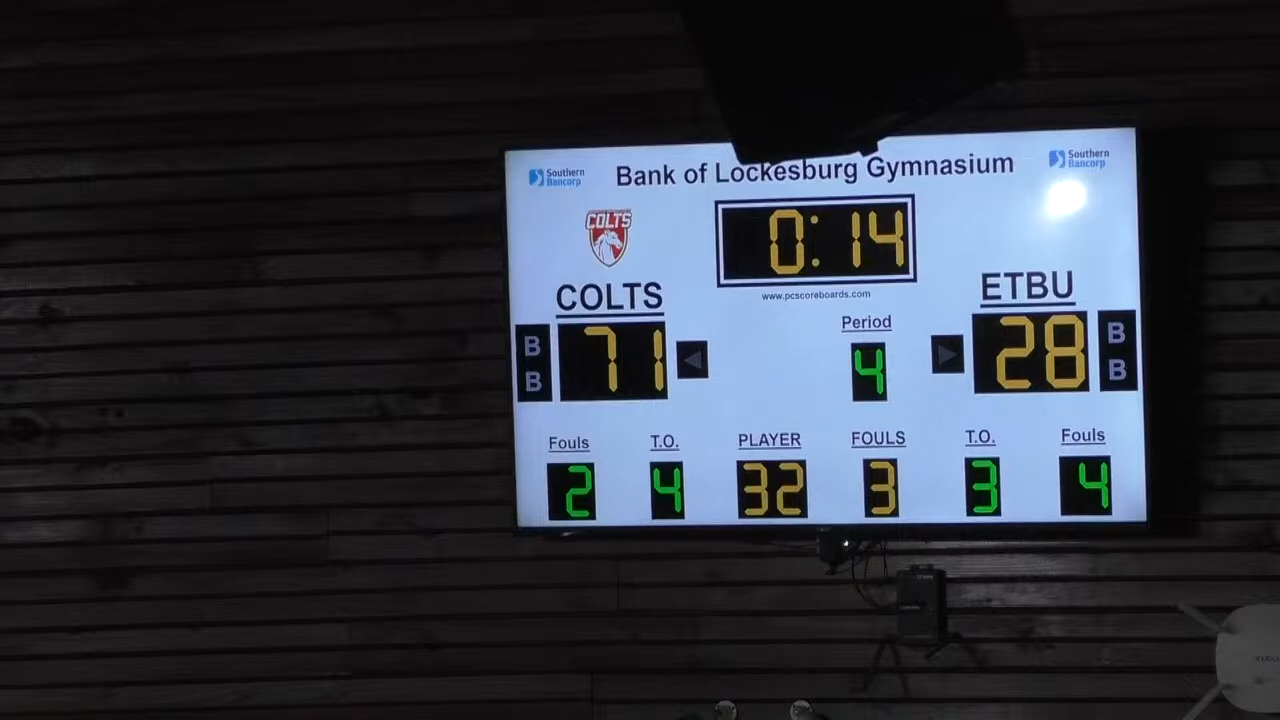 Southern Bancorp
Bank of Lockesburg Gymnasium
Southern Bancorp
COLTS
0:14
www.pcscoreboards.com
COLTS
ETBU
B
B
71
Period
4
28
B
B
Fouls
T.O.
PLAYER
FOULS
T.O.
Fouls
2
4
32
3
3
4